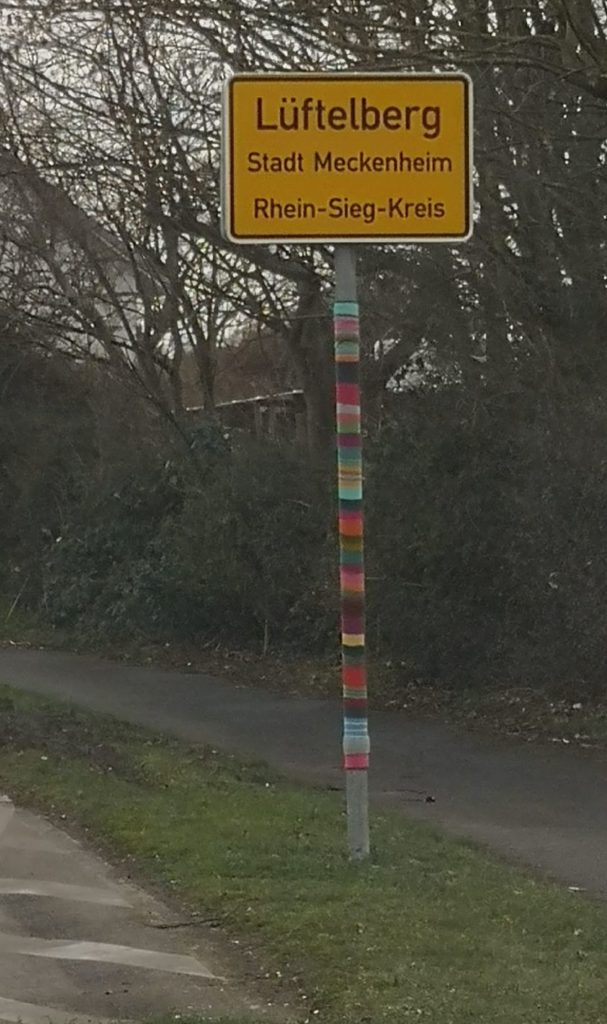 Lüftelberg
Stadt Meckenheim
Rhein-Sieg-Kreis